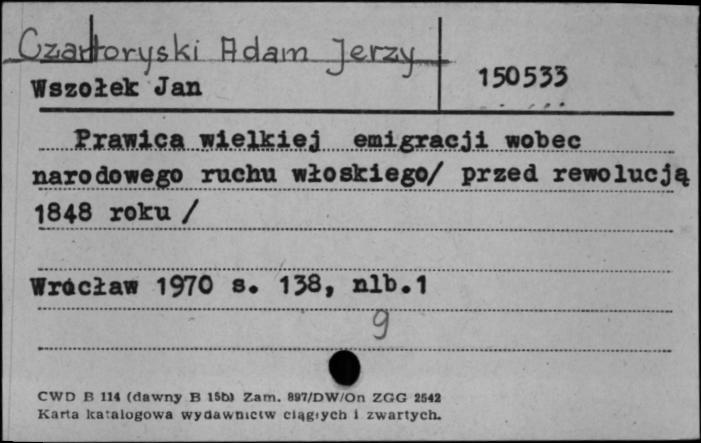 Czartoryski Adam Jerzy
Wszołek Jan
150533
Prawica wielkiej emigracji wobec
narodowego ruchu włoskiego/ przed rewolucją
1848 roku /
Wrocław 1970 s. 138, nlb.1
g
CWD B 114 (dawny B 15b) Zam. 897/DW/On ZGG 2542
Karta katalogowa wydawnictw ciągłych i zwartych.